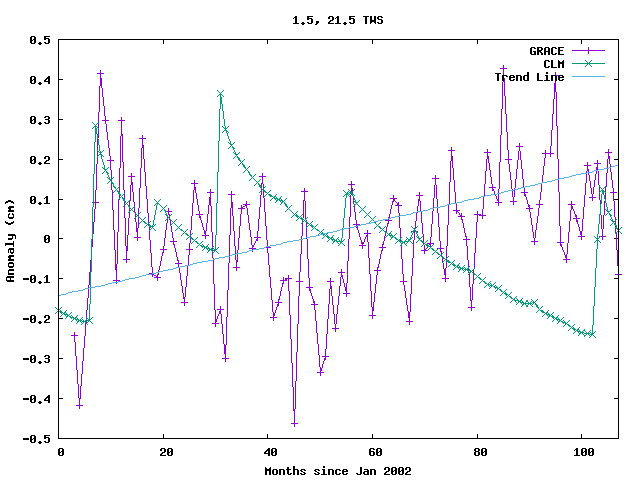 1.5, 21.5 TWS
GRACE
CLM
Trend Line
0.5
0.4
0.3
0.2
0.1
0
-0.1
-0.2
-0.3
-0.4
-0.5
Anomaly (cm)
0 20 40 60 80 100
Months since Jan 2002